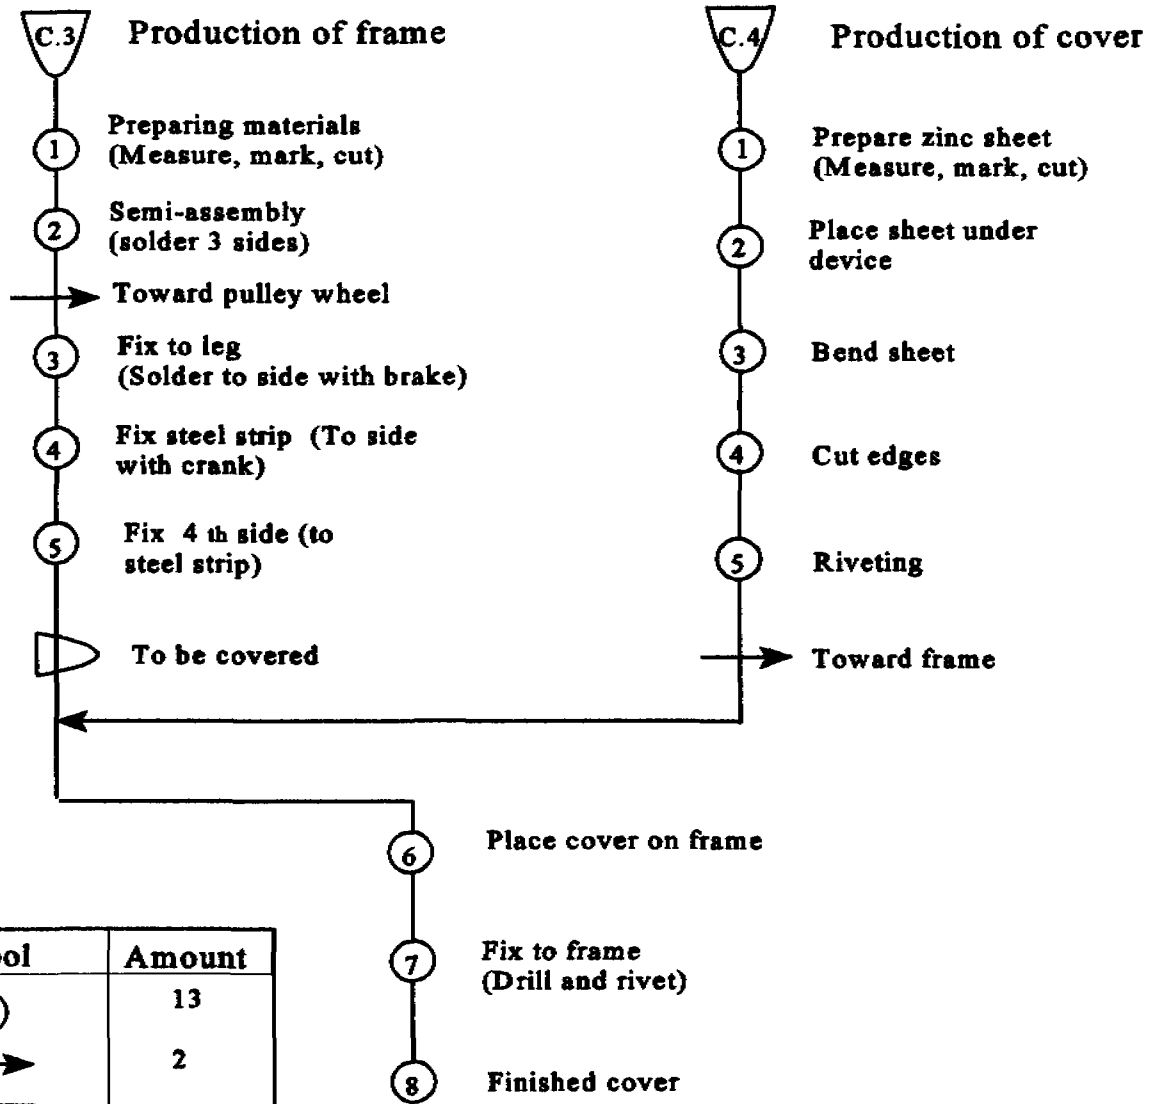 C.3
Production of frame
1
Preparing materials
(Measure, mark, cut)
2
Semi-assembly
(solder 3 sides)
Toward pulley wheel
3
Fix to leg
(Solder to side with brake)
4
Fix steel strip (To side
with crank)
5
Fix 4 th side (to
steel strip)
To be covered
C.4
Production of cover
1
Prepare zinc sheet
(Measure, mark, cut)
2
Place sheet under
device
3
Bend sheet
4
Cut edges
5
Riveting
Toward frame
6
Place cover on frame
7
Fix to frame
(Drill and rivet)
8
Finished cover
ol Amount
13
2